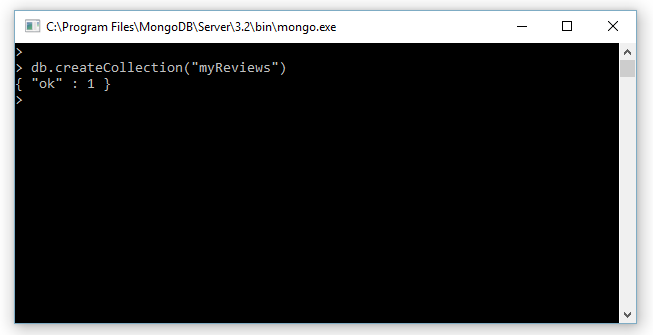 C:\Program Files\MongoDB\Server\3.2\bin\mongo.exe
>
> db.createCollection("myReviews")
{ "ok" : 1 }
>